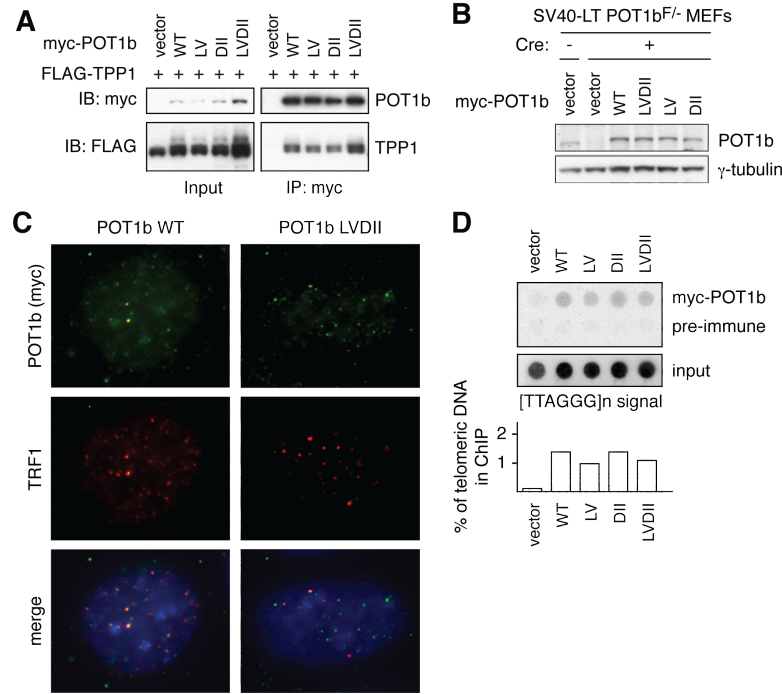 A
myc-POT1b
vector
WT
LV
DII
LVDII
vector
WT
LV
DII
LVDII
FLAG-TPP1
+ + + + + + + + + +
IB: myc
POT1b
IB: FLAG
TPP1
Input
IP: myc
B
SV40-LT POT1bF/- MEFs
Cre: - +
myc-POT1b
vector
vector
WT
LVDII
LV
DII
POT1b
γ-tubulin
C
POT1b WT
POT1b LVDII
POT1b (myc)
TRF1
merge
D
vector
WT
LV
DII
LVDII
myc-POT1b
pre-immune
input
[TTAGGG]n signal
% of telomeric DNA
in ChIP
2
1
vector
WT
LV
DII
LVDII